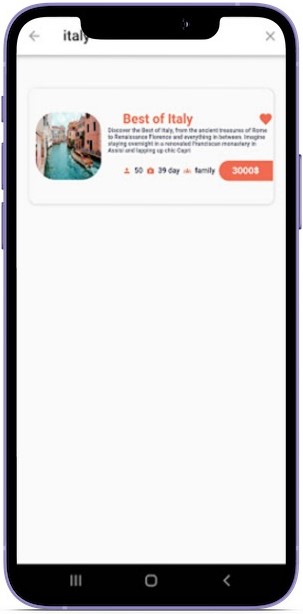 italy
Best of Italy
Discover the Best of Italy, from the ancient treasures of Rome
to Renaissance Florence and everything in between. Imagine
staying overnight in a renovated Franciscan monastery in
Assisi and lapping up chic Capri
50 39 day family 3000$